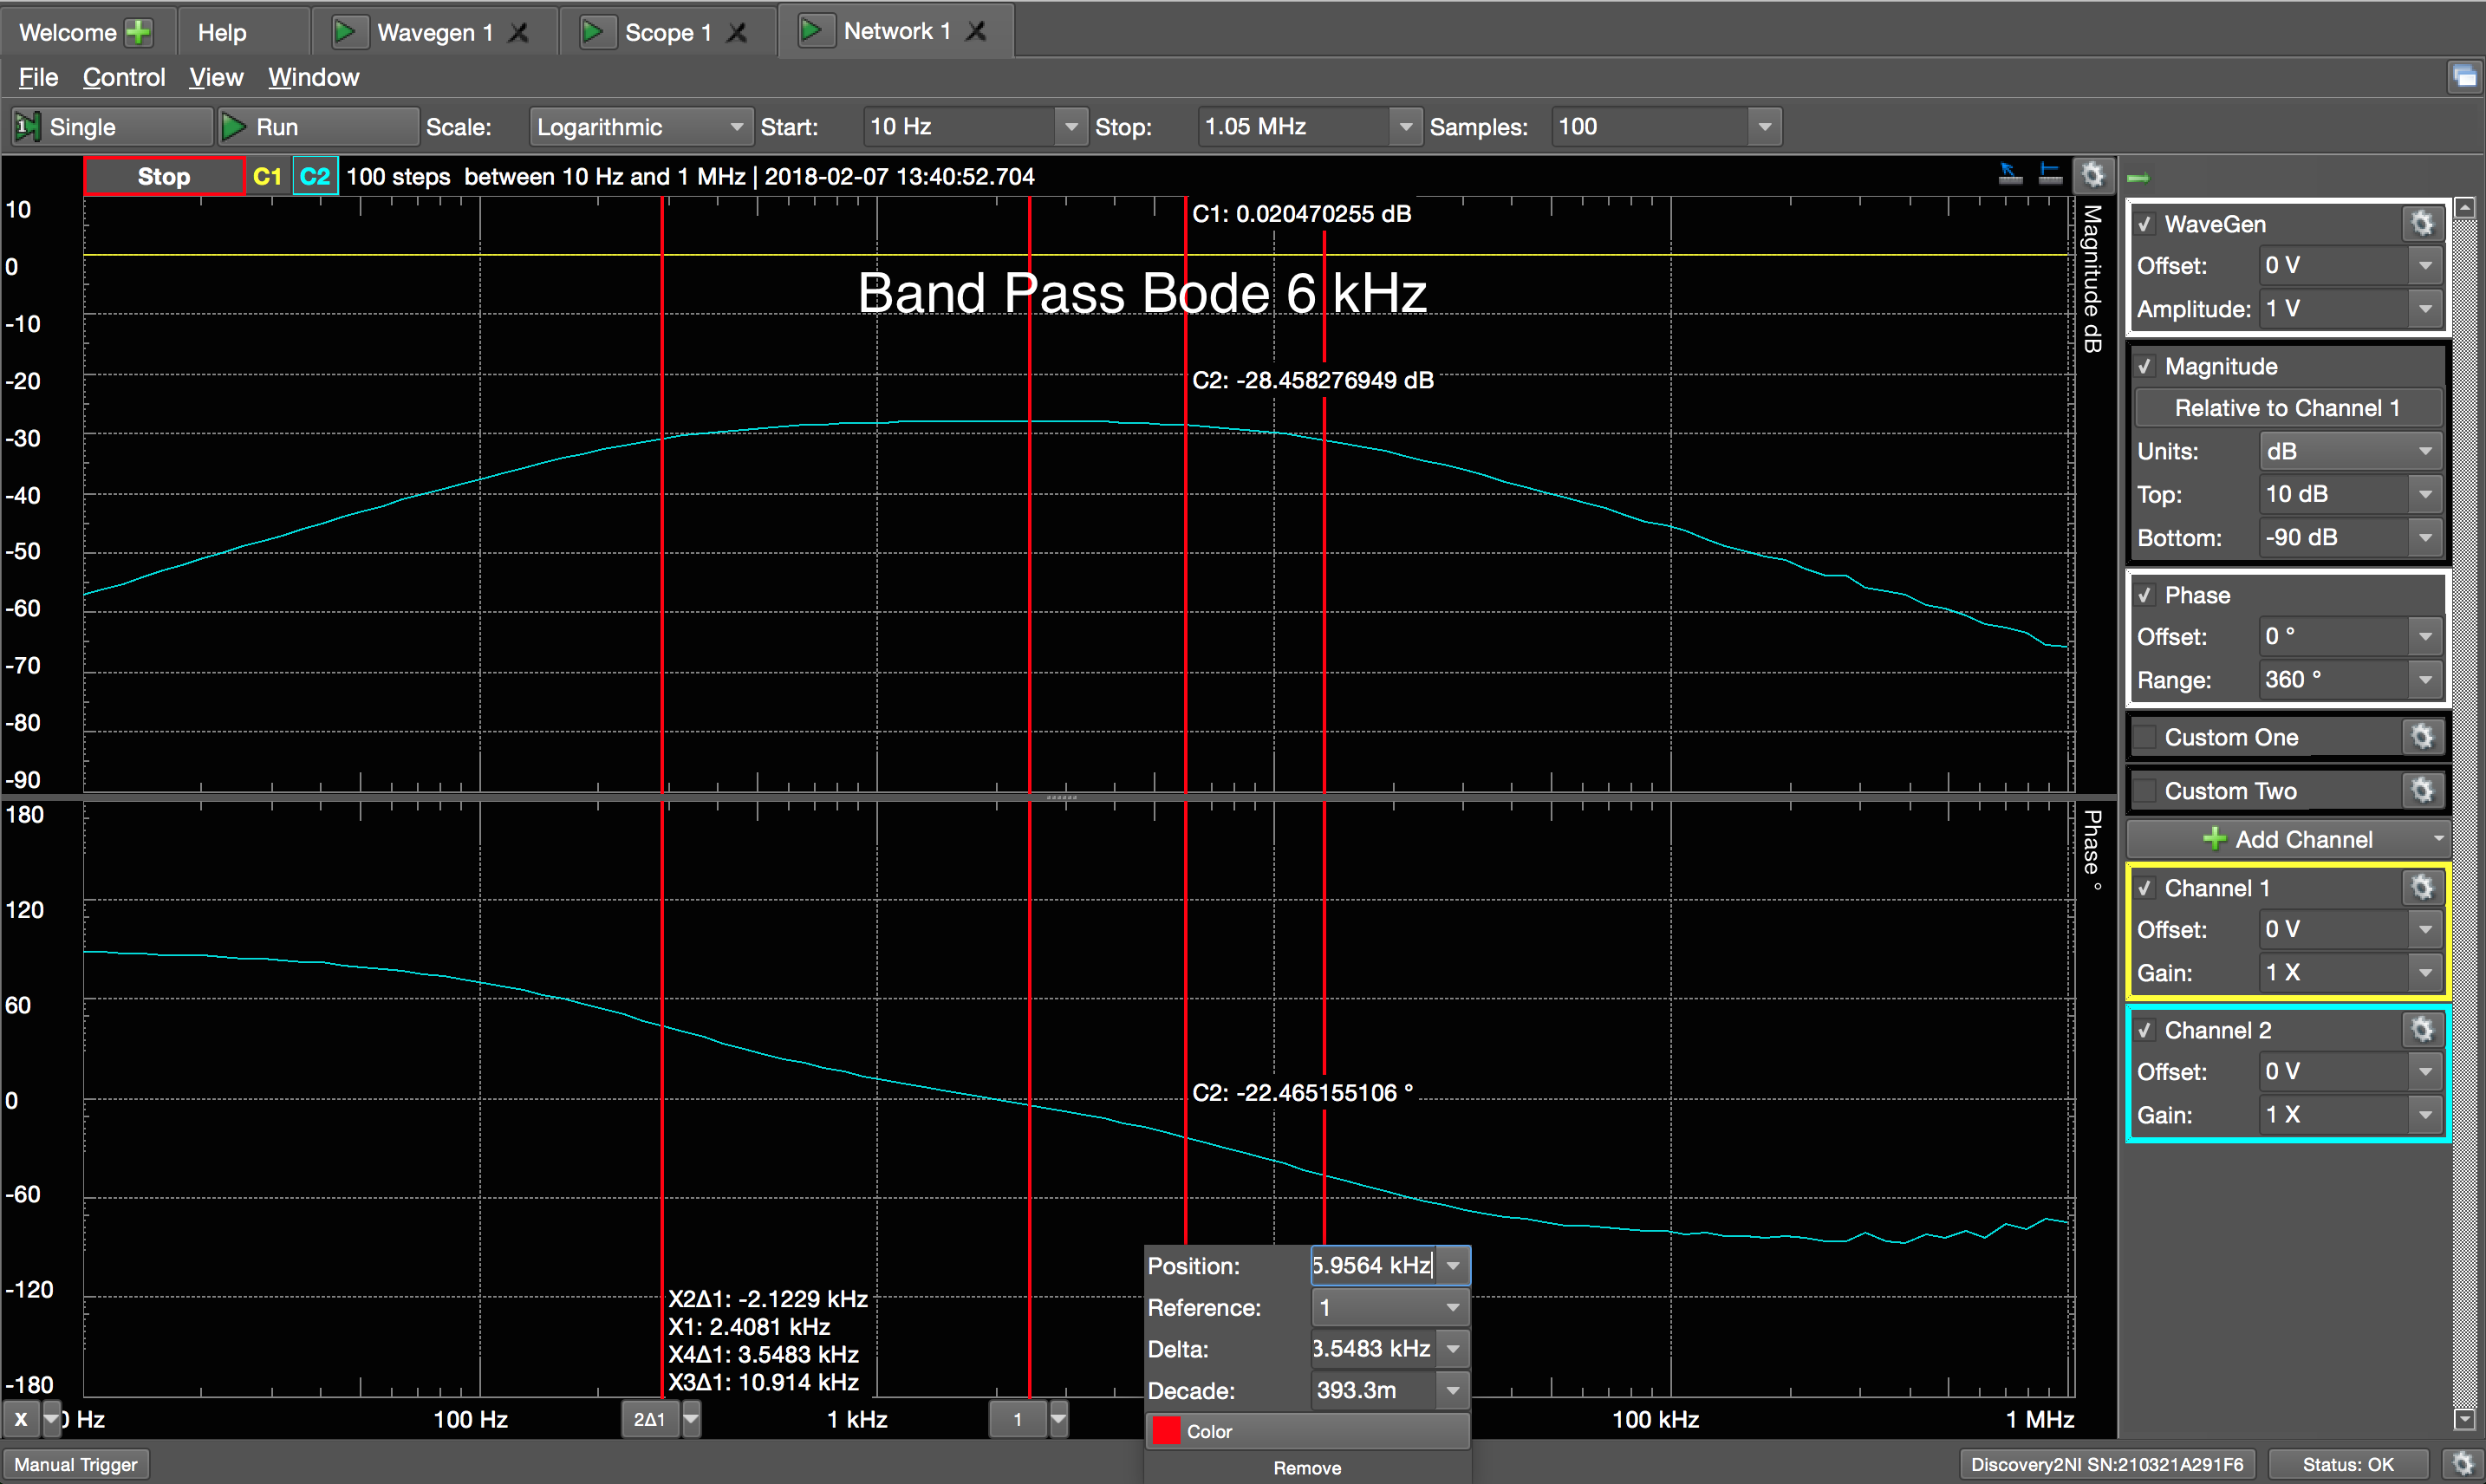 Welcome Help Wavegen 1 Scope 1 Network 1
File Control View Window
Single Run Scale: Logarithmic Start: 10 Hz Stop: 1.05 MHz Samples: 100
Stop C1 C2 100 steps between 10 Hz and 1 MHz | 2018-02-07 13:40:52.704
10
0
-10
-20
-30
-40
-50
-60
-70
-80
-90
C1: 0.020470255 dB
Band Pass Bode 6 kHz
C2: -28.458276949 dB
Magnitude dB
180
120
60
0
-60
-120
-180
Phase °
C2: -22.465155106 °
X2Δ1: -2.1229 kHz
X1: 2.4081 kHz
X4Δ1: 3.5483 kHz
X3Δ1: 10.914 kHz
Position: 5.9564 kHz
Reference: 1
Delta: 3.5483 kHz
Decade: 393.3m
Color
Remove
X 0 Hz 100 Hz 2Δ1 1 kHz 1 100 kHz 1 MHz
WaveGen
Offset: 0 V
Amplitude: 1 V
Magnitude
Relative to Channel 1
Units: dB
Top: 10 dB
Bottom: -90 dB
Phase
Offset: 0 °
Range: 360 °
Custom One
Custom Two
Add Channel
Channel 1
Offset: 0 V
Gain: 1 X
Channel 2
Offset: 0 V
Gain: 1 X
Manual Trigger Discovery2NI SN:210321A291F6 Status: OK